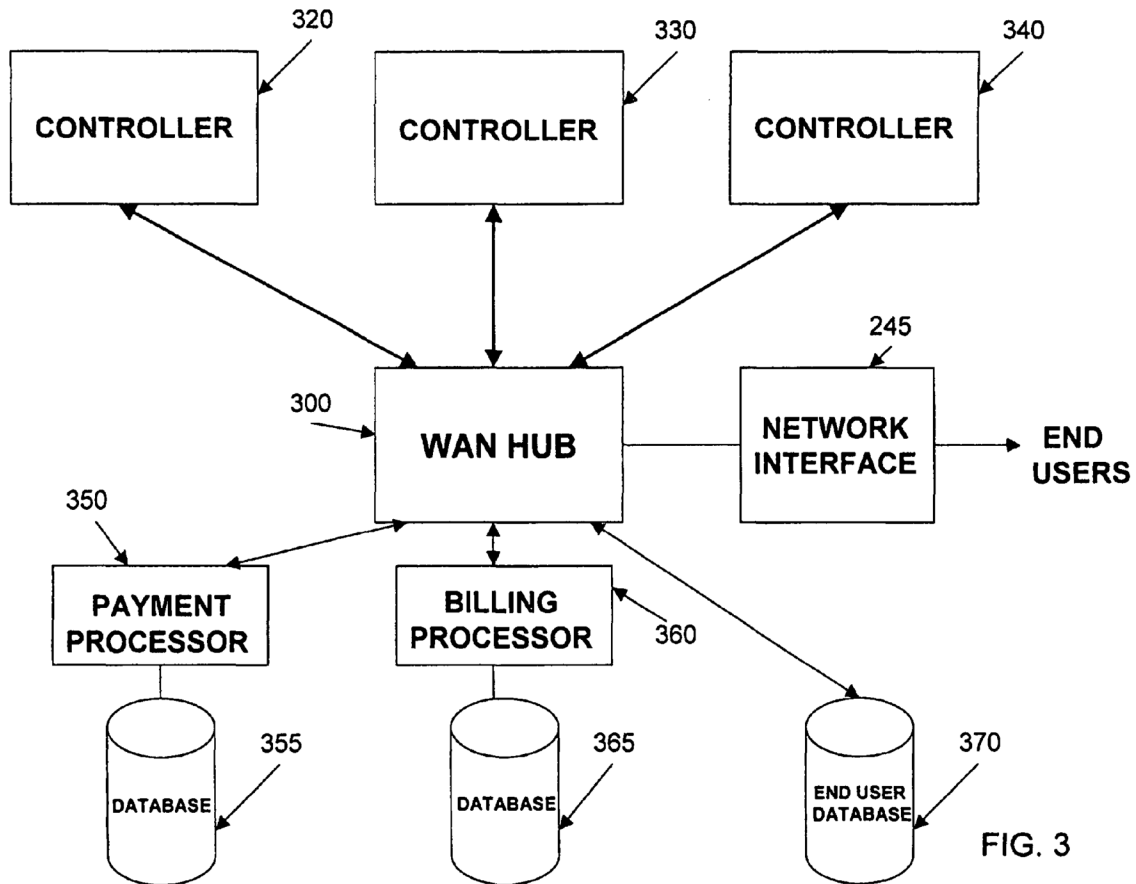 320
330
340
CONTROLLER
CONTROLLER
CONTROLLER
245
300
WAN HUB
NETWORK
INTERFACE
END
USERS
350
PAYMENT
PROCESSOR
BILLING
PROCESSOR
360
355
365
370
DATABASE
DATABASE
END USER
DATABASE
FIG. 3